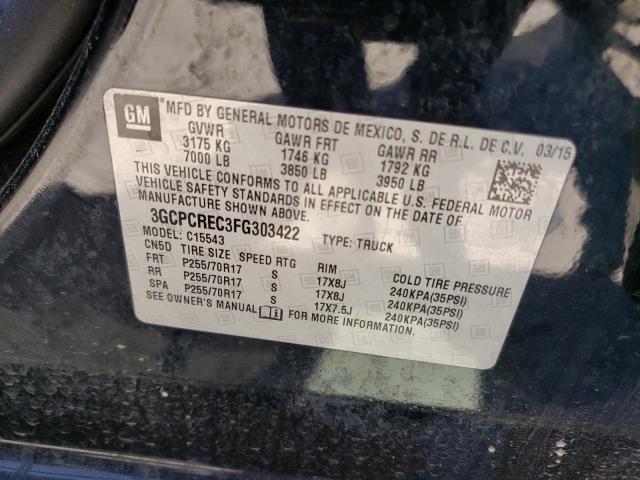 GM *MFD BY GENERAL MOTORS DE MEXICO, S. DE R.L. DE C.V. 03/15
GVWR GAWR FRT GAWR RR
3175 KG 1746 KG 1792 KG
7000 LB 3850 LB 3950 LB
THIS VEHICLE CONFORMS TO ALL APPLICABLE U.S. FEDERAL MOTOR
VEHICLE SAFETY STANDARDS IN EFFECT ON THE DATE OF
MANUFACTURE SHOWN ABOVE.
3GCPCREC3FG303422
MODEL: C15543 TYPE: TRUCK
CN5D TIRE SIZE SPEED RTG RIM COLD TIRE PRESSURE
FRT P255/70R17 S 17X8J 240KPA(35PSI)
RR P255/70R17 S 17X8J 240KPA(35PSI)
SPA P255/70R17 S 17X7.5J 240KPA(35PSI)
SEE OWNER'S MANUAL FOR MORE INFORMATION.